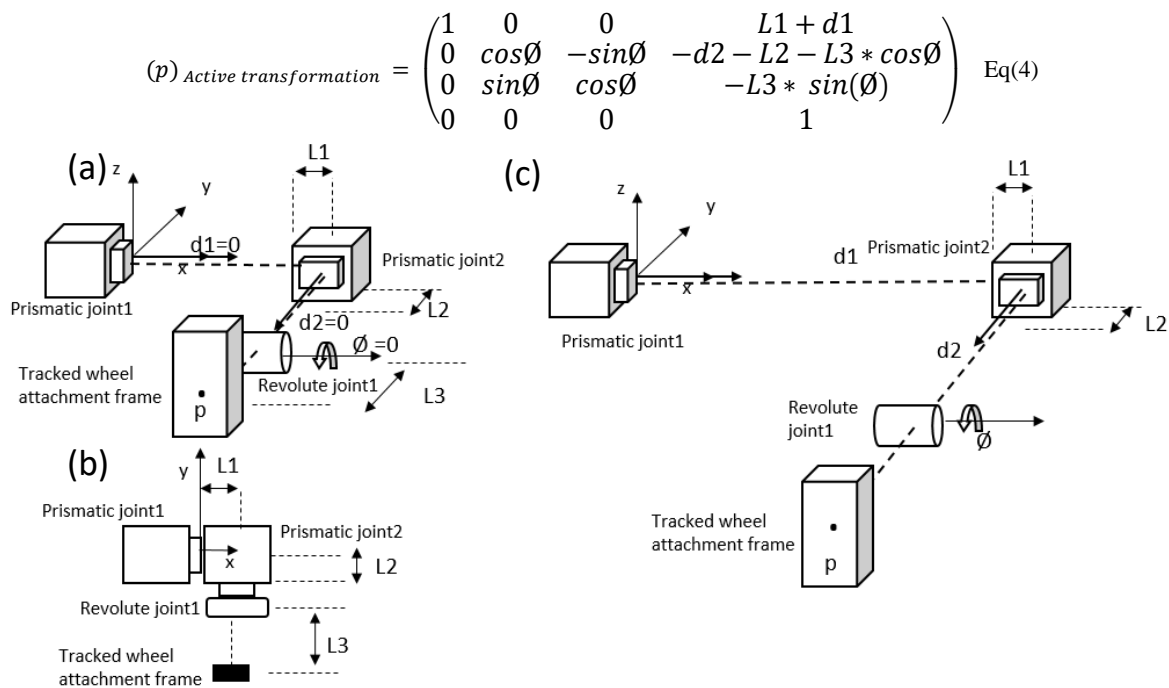 (p) Active transformation = ( 1 0 0 L1 + d1
0 cosØ −sinØ −d2 − L2 − L3 * cosØ
0 sinØ cosØ −L3 * sin(Ø)
0 0 0 1 ) Eq(4)
(a)
z
y
L1
d1=0
x
Prismatic joint2
Prismatic joint1
L2
d2=0
Ø =0
Tracked wheel
attachment frame
Revolute joint1
p
L3
(b)
y
L1
Prismatic joint1
Prismatic joint2
x
L2
Revolute joint1
L3
Tracked wheel
attachment frame
(c)
L1
z
y
Prismatic joint2
d1
x
Prismatic joint1
L2
d2
Revolute
joint1
Ø
Tracked wheel
attachment frame
p